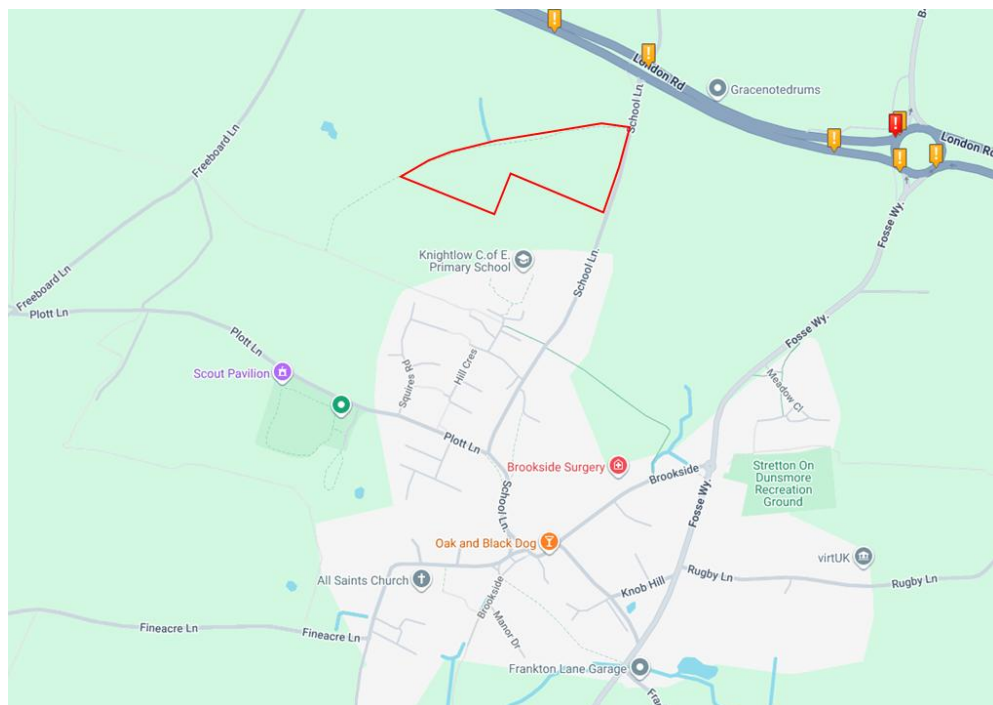 London Rd
Gracenotedrums
School Ln.
London Rd
Freeboard Ln
Fosse Wy.
Knightlow C.of E.
Primary School
School Ln.
Freeboard Ln
Plott Ln
Fosse Wy.
Plott Ln
Scout Pavilion
Squires Rd
Hill Cres
Meadow Cl
Plott Ln
Brookside Surgery
Brookside
Stretton On
Dunsmore
Recreation
Ground
School Ln.
Fosse Wy.
Oak and Black Dog
virtUK
All Saints Church
Brookside
Knob Hill
Rugby Ln
Rugby Ln
Fineacre Ln
Fineacre Ln
Manor Dr
Frankton Lane Garage